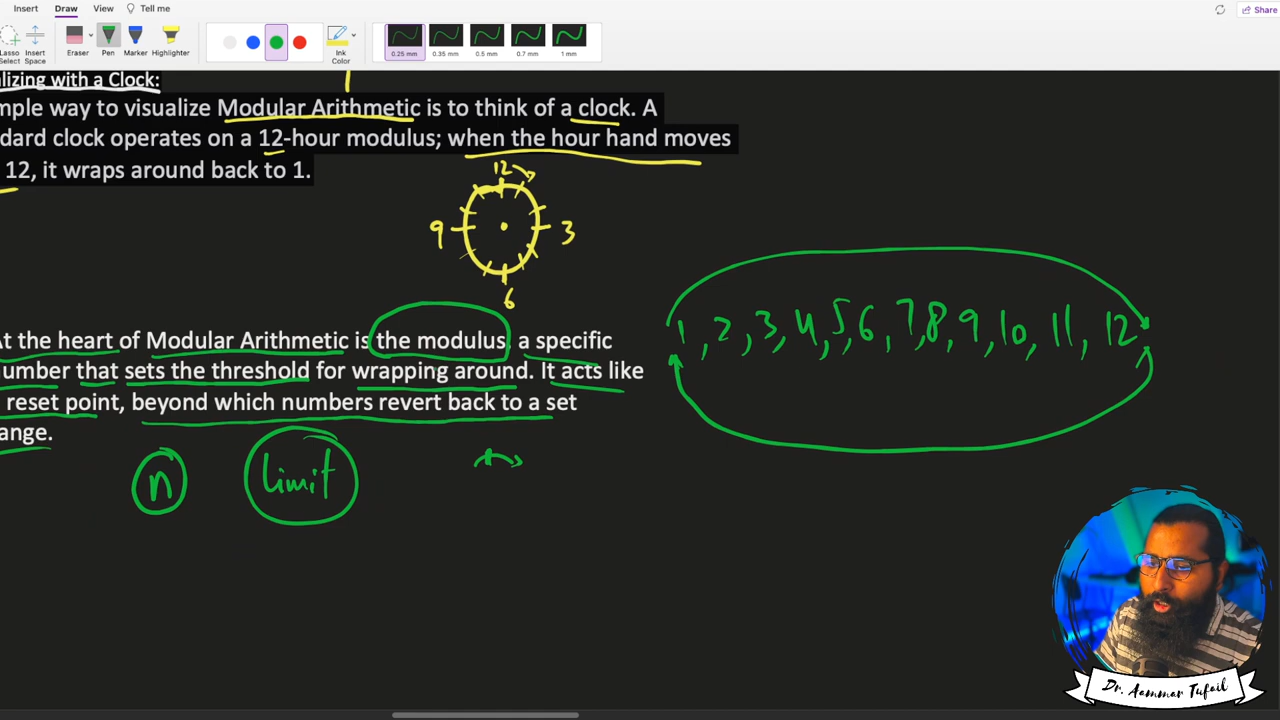 Insert Draw View Tell me
Share
Lasso Select
Insert Space
Eraser
Pen
Marker
Highlighter
Ink Color
0.25 mm
0.35 mm
0.5 mm
0.7 mm
1 mm
lizing with a Clock:
mple way to visualize Modular Arithmetic is to think of a clock. A
ndard clock operates on a 12-hour modulus; when the hour hand moves
12, it wraps around back to 1.
12
9
3
6
1, 2, 3, 4, 5, 6, 7, 8, 9, 10, 11, 12
At the heart of Modular Arithmetic is the modulus, a specific
umber that sets the threshold for wrapping around. It acts like
reset point, beyond which numbers revert back to a set
ange.
n
limit
Dr. Aammar Tufail